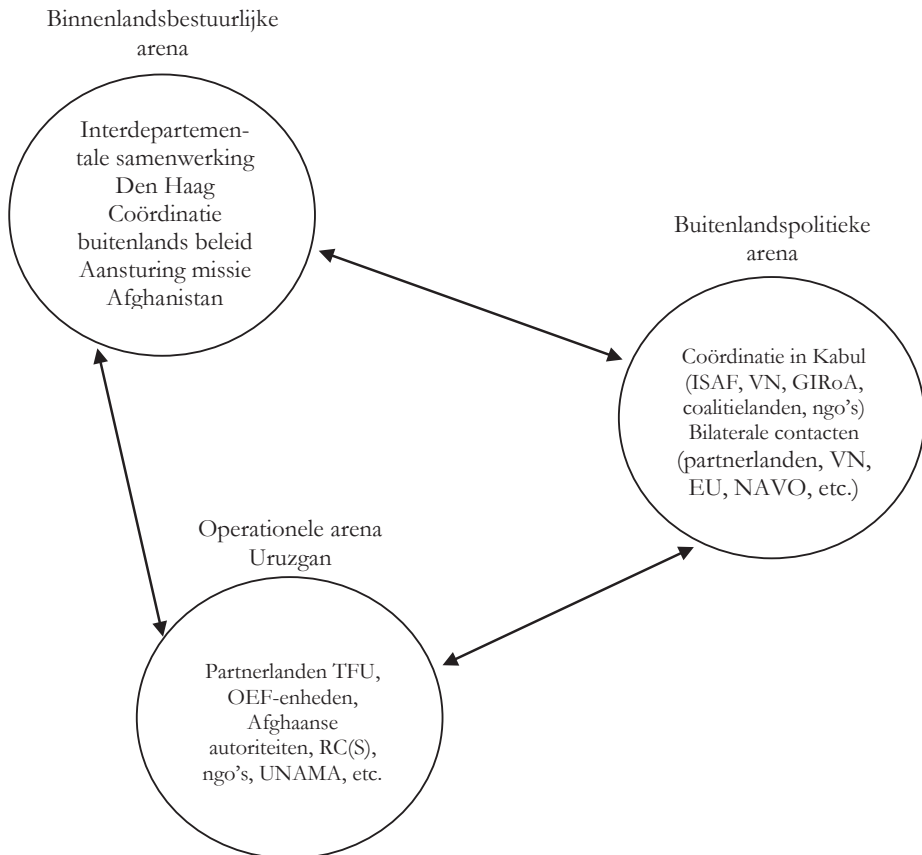 Binnenlandsbestuurlijke
arena
Interdepartemen-
tale samenwerking
Den Haag
Coördinatie
buitenlands beleid
Aansturing missie
Afghanistan
Buitenlandspolitieke
arena
Coördinatie in Kabul
(ISAF, VN, GIRoA,
coalitielanden, ngo's)
Bilaterale contacten
(partnerlanden, VN,
EU, NAVO, etc.)
Operationele arena
Uruzgan
Partnerlanden TFU,
OEF-enheden,
Afghaanse
autoriteiten, RC(S),
ngo's, UNAMA, etc.